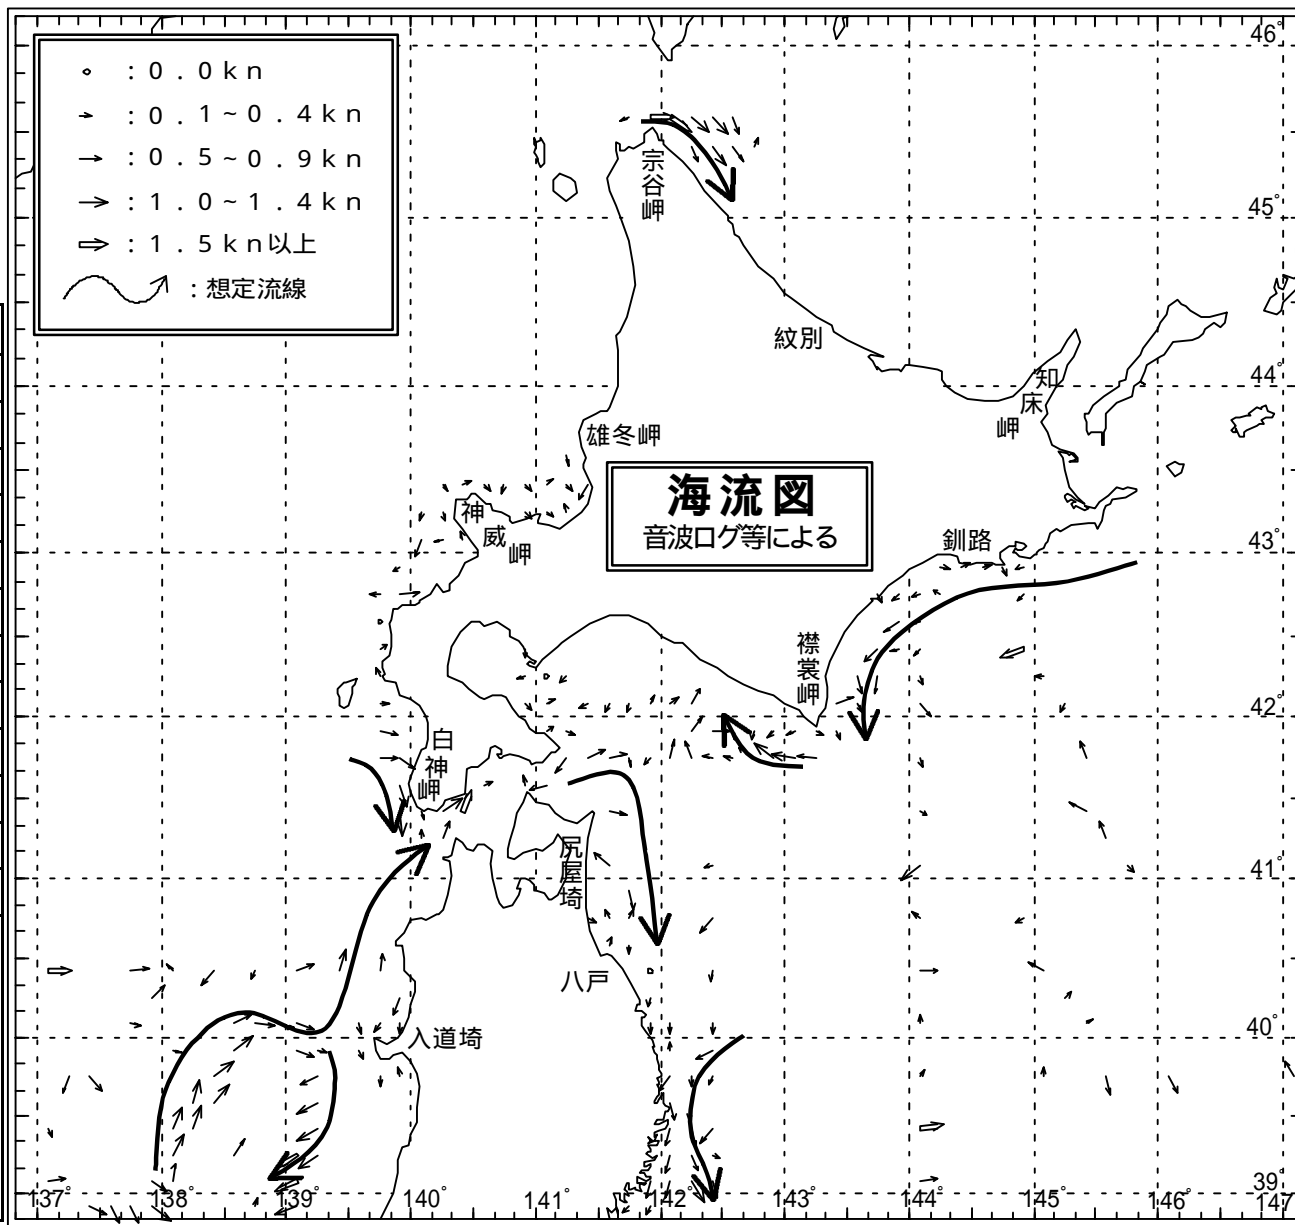 ：０．０ｋｎ
：０．１~０．４ｋｎ
：０．５~０．９ｋｎ
：１．０~１．４ｋｎ
：１．５ｋｎ以上
：想定流線
46°
宗谷岬
45°
紋別
44°
知床岬
雄冬岬
海流図
音波ログ等による
神威岬
釧路
43°
襟裳岬
42°
白神岬
尻屋埼
41°
八戸
入道埼
40°
39°
137° 138° 139° 140° 141° 142° 143° 144° 145° 146° 147